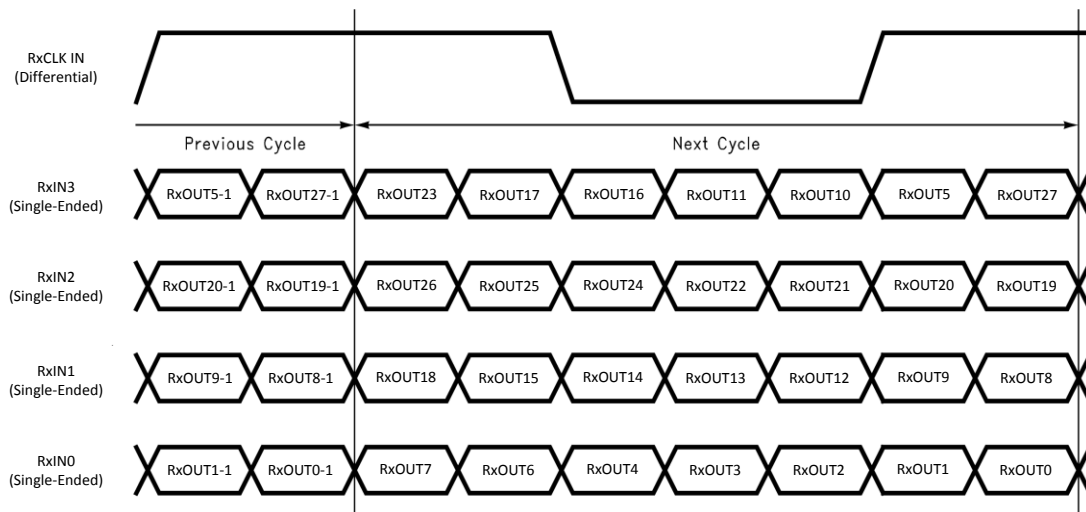 RxCLK IN
(Differential)
Previous Cycle
Next Cycle
RxIN3
(Single-Ended)
RxOUT5-1 RxOUT27-1 RxOUT23 RxOUT17 RxOUT16 RxOUT11 RxOUT10 RxOUT5 RxOUT27
RxIN2
(Single-Ended)
RxOUT20-1 RxOUT19-1 RxOUT26 RxOUT25 RxOUT24 RxOUT22 RxOUT21 RxOUT20 RxOUT19
RxIN1
(Single-Ended)
RxOUT9-1 RxOUT8-1 RxOUT18 RxOUT15 RxOUT14 RxOUT13 RxOUT12 RxOUT9 RxOUT8
RxIN0
(Single-Ended)
RxOUT1-1 RxOUT0-1 RxOUT7 RxOUT6 RxOUT4 RxOUT3 RxOUT2 RxOUT1 RxOUT0